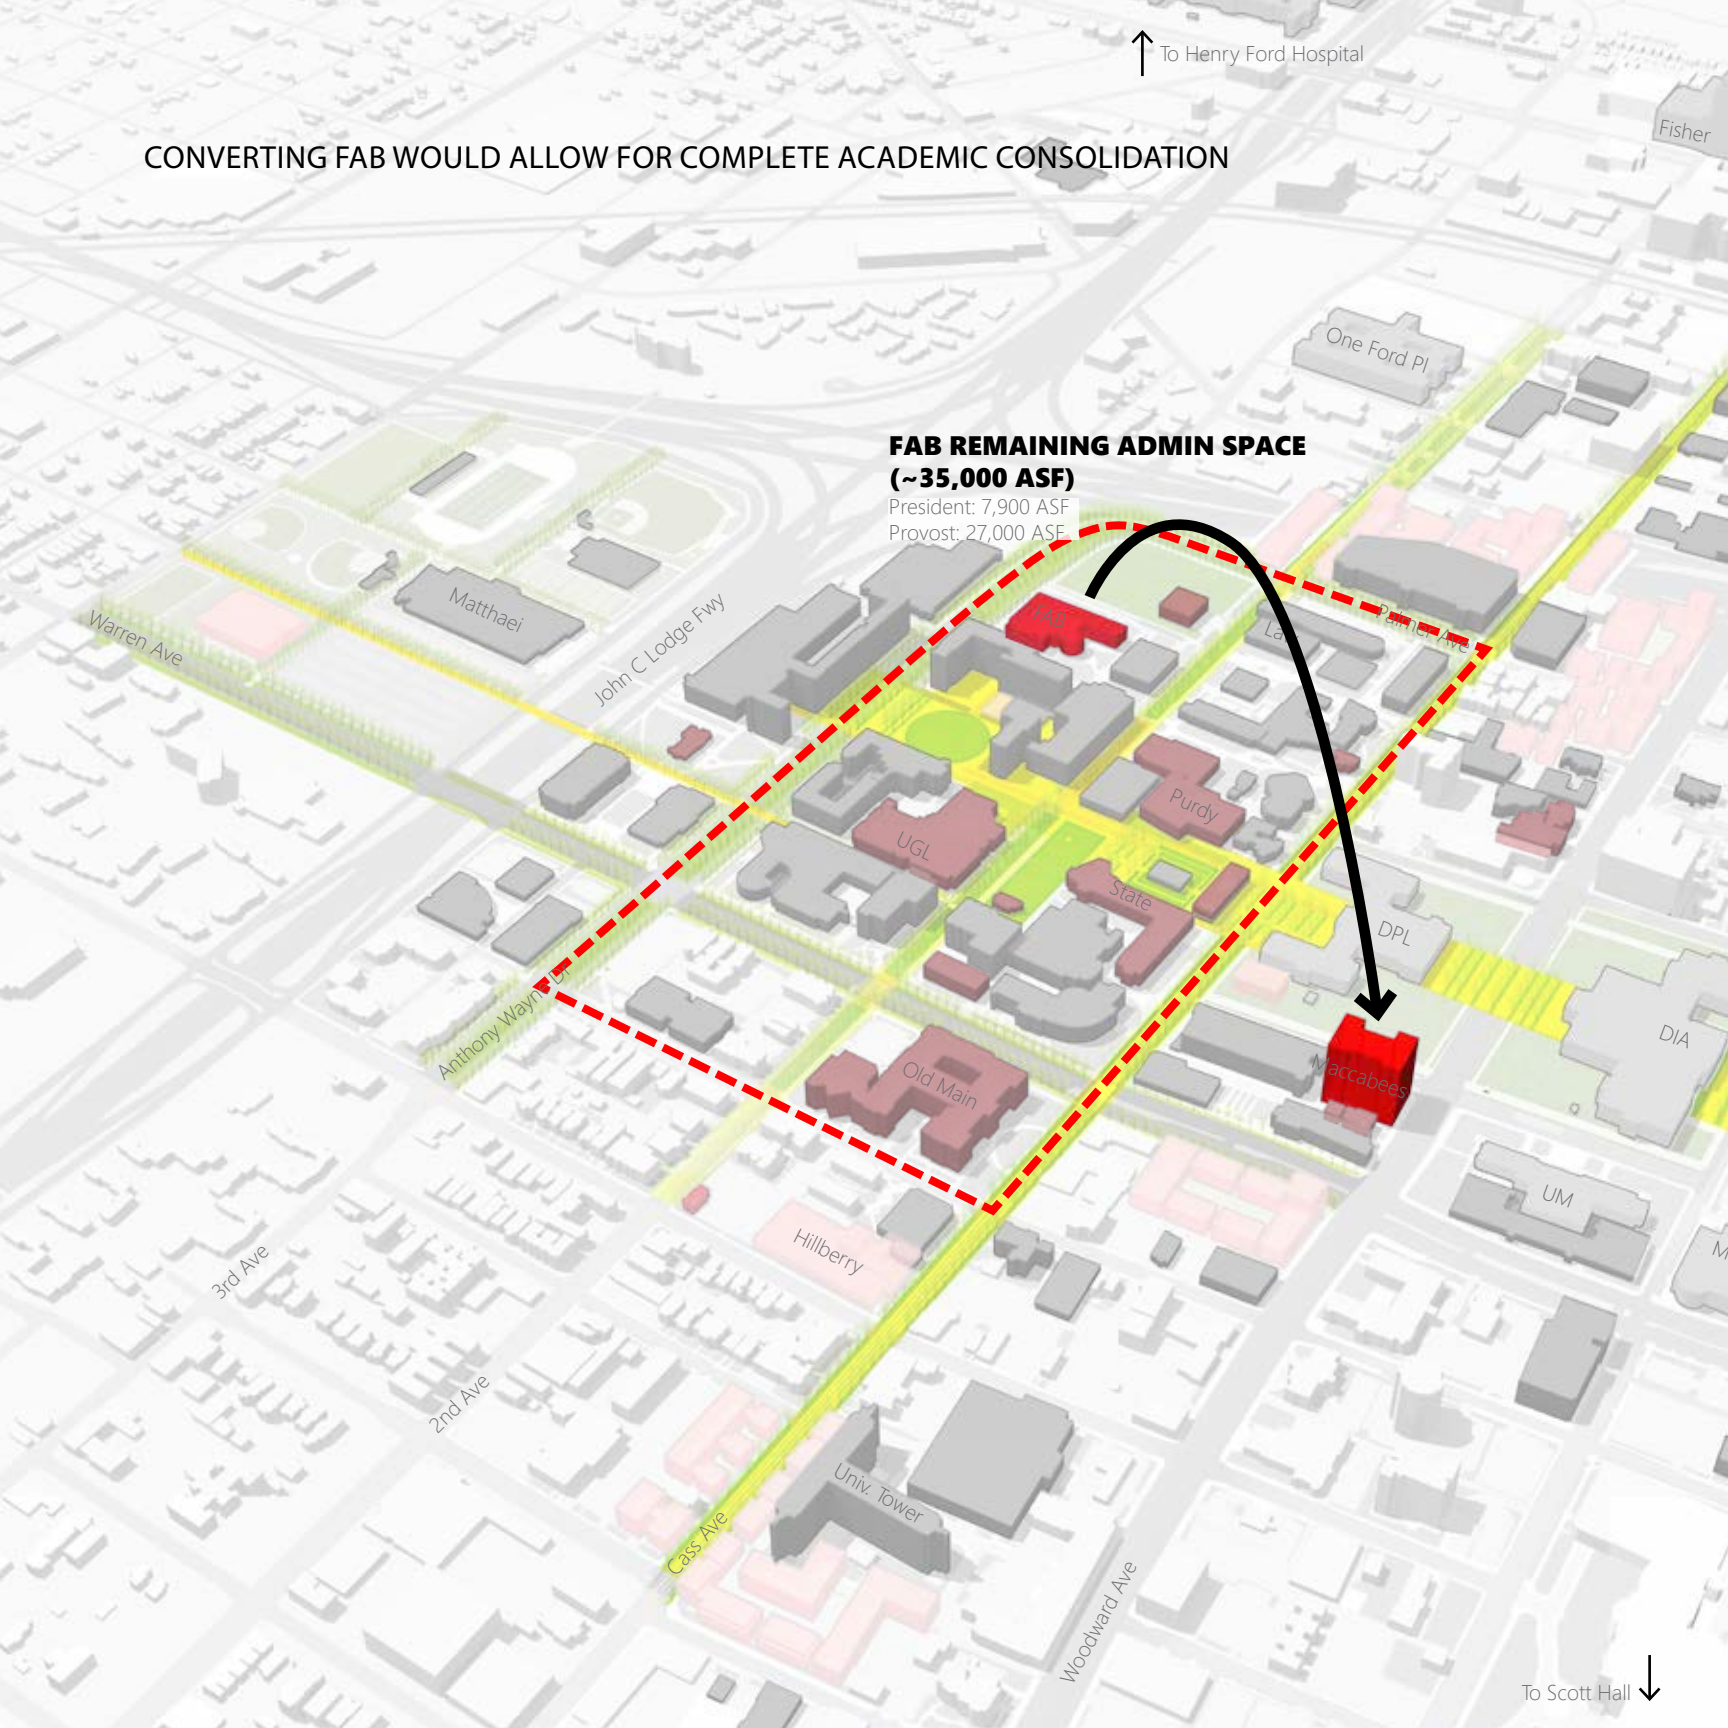 To Henry Ford Hospital
Fisher
CONVERTING FAB WOULD ALLOW FOR COMPLETE ACADEMIC CONSOLIDATION
One Ford Pl
FAB REMAINING ADMIN SPACE
(~35,000 ASF)
President: 7,900 ASF
Provost: 27,000 ASF
Matthaei
FAB
Palmer Ave
Warren Ave
John C Lodge Fwy
Purdy
UGL
State
DPL
Anthony Wayne Dr
DIA
Maccabees
Old Main
UM
Hillberry
3rd Ave
2nd Ave
Univ. Tower
Cass Ave
Woodward Ave
To Scott Hall